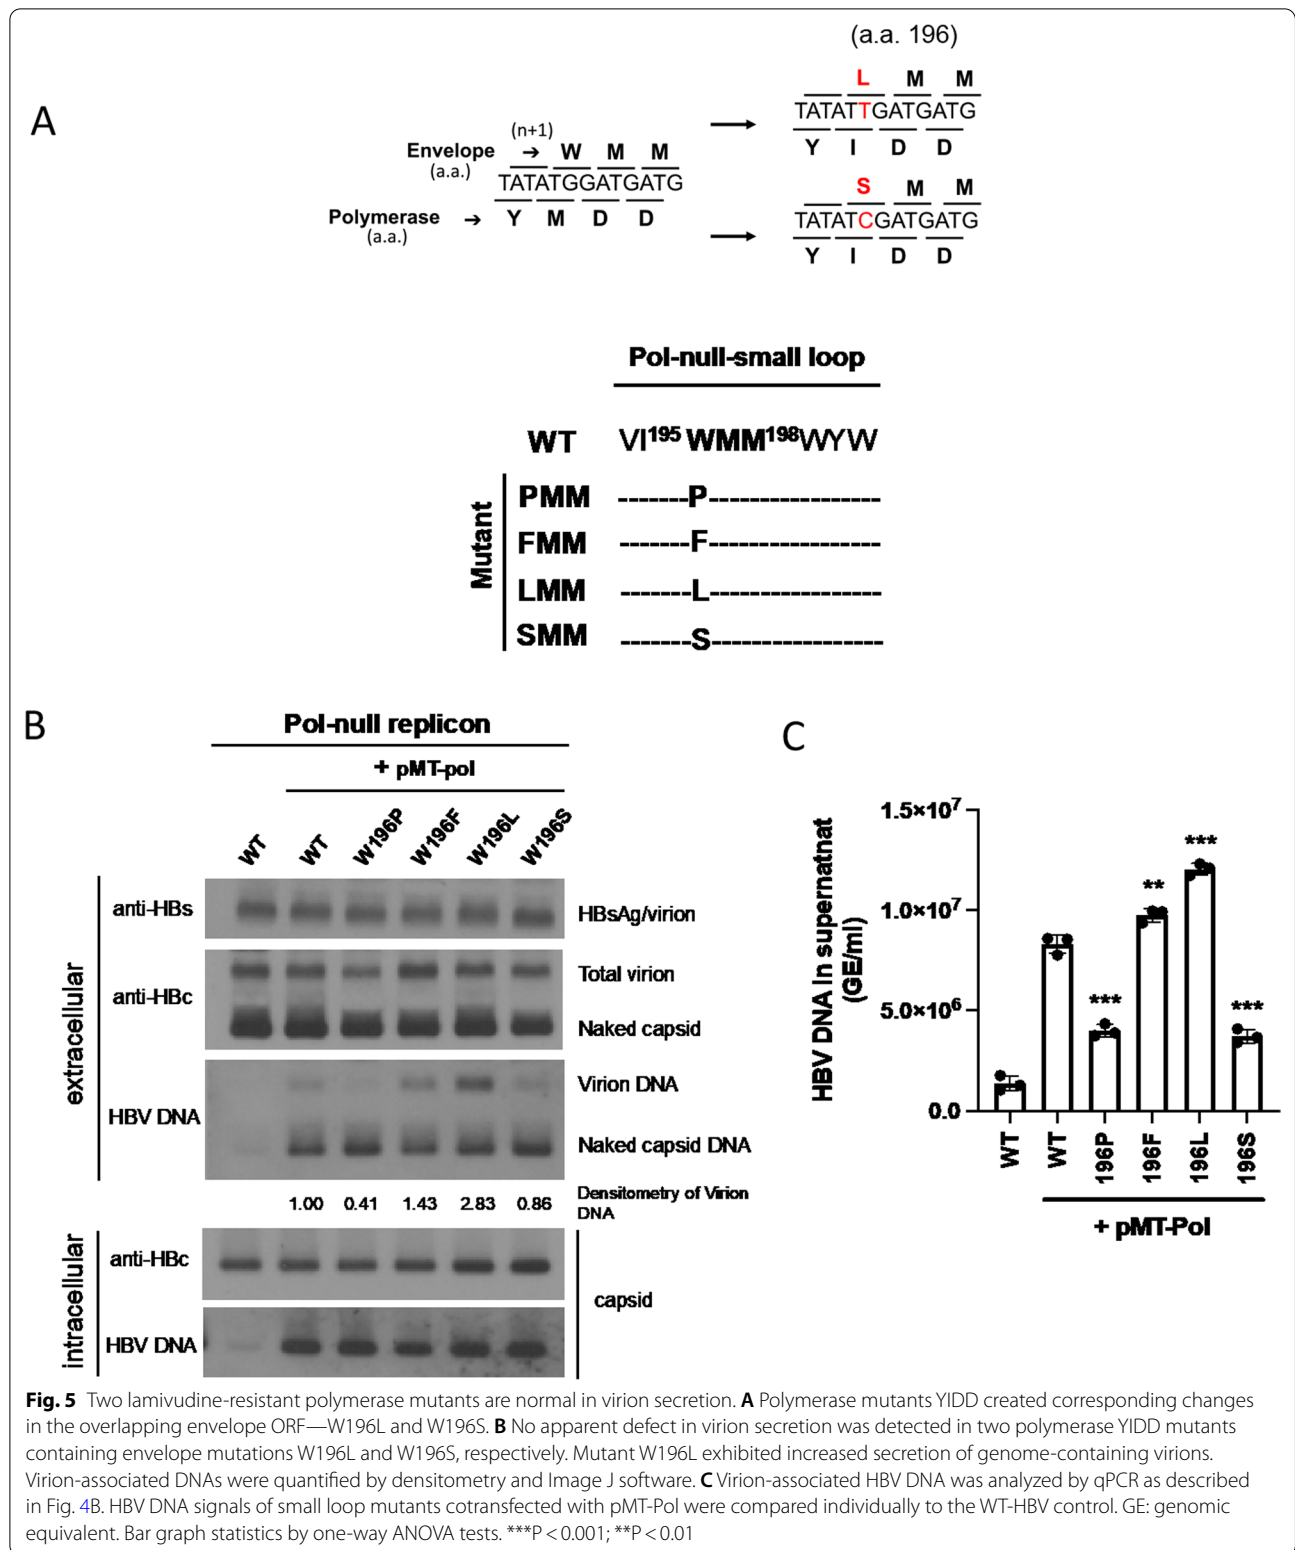 A
(a.a. 196)
L M M
TATATTGATGATG
Y I D D
(n+1)
Envelope → W M M
(a.a.)
TATATGGATGATG
Polymerase → Y M D D
(a.a.)
S M M
TATATCGATGATG
Y I D D
Pol-null-small loop
WT VI195 WMM198WYW
Mutant
PMM -------P-----------------
FMM -------F-----------------
LMM -------L-----------------
SMM -------S-----------------
B
Pol-null replicon
+ pMT-pol
WT WT W196P W196F W196L W196S
extracellular
anti-HBs HBsAg/virion
anti-HBc Total virion
Naked capsid
HBV DNA Virion DNA
Naked capsid DNA
1.00 0.41 1.43 2.83 0.86 Densitometry of Virion
DNA
intracellular
anti-HBc
HBV DNA
capsid
C
HBV DNA in supernatnat
(GE/ml)
1.5×10⁷
1.0×10⁷
5.0×10⁶
0.0
*** ** *** ***
WT WT 196P 196F 196L 196S
+ pMT-Pol
Fig. 5 Two lamivudine-resistant polymerase mutants are normal in virion secretion. A Polymerase mutants YIDD created corresponding changes
in the overlapping envelope ORF—W196L and W196S. B No apparent defect in virion secretion was detected in two polymerase YIDD mutants
containing envelope mutations W196L and W196S, respectively. Mutant W196L exhibited increased secretion of genome-containing virions.
Virion-associated DNAs were quantified by densitometry and Image J software. C Virion-associated HBV DNA was analyzed by qPCR as described
in Fig. 4B. HBV DNA signals of small loop mutants cotransfected with pMT-Pol were compared individually to the WT-HBV control. GE: genomic
equivalent. Bar graph statistics by one-way ANOVA tests. ***P < 0.001; **P < 0.01